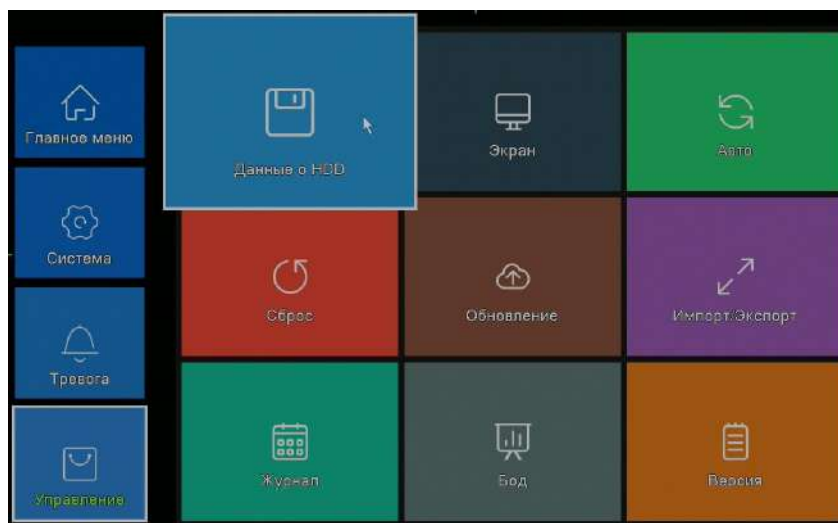 Главное меню
Система
Тревога
Управление
Данные о HDD
Экран
Авто
Сброс
Обновление
Импорт/Экспорт
Журнал
Бод
Версия